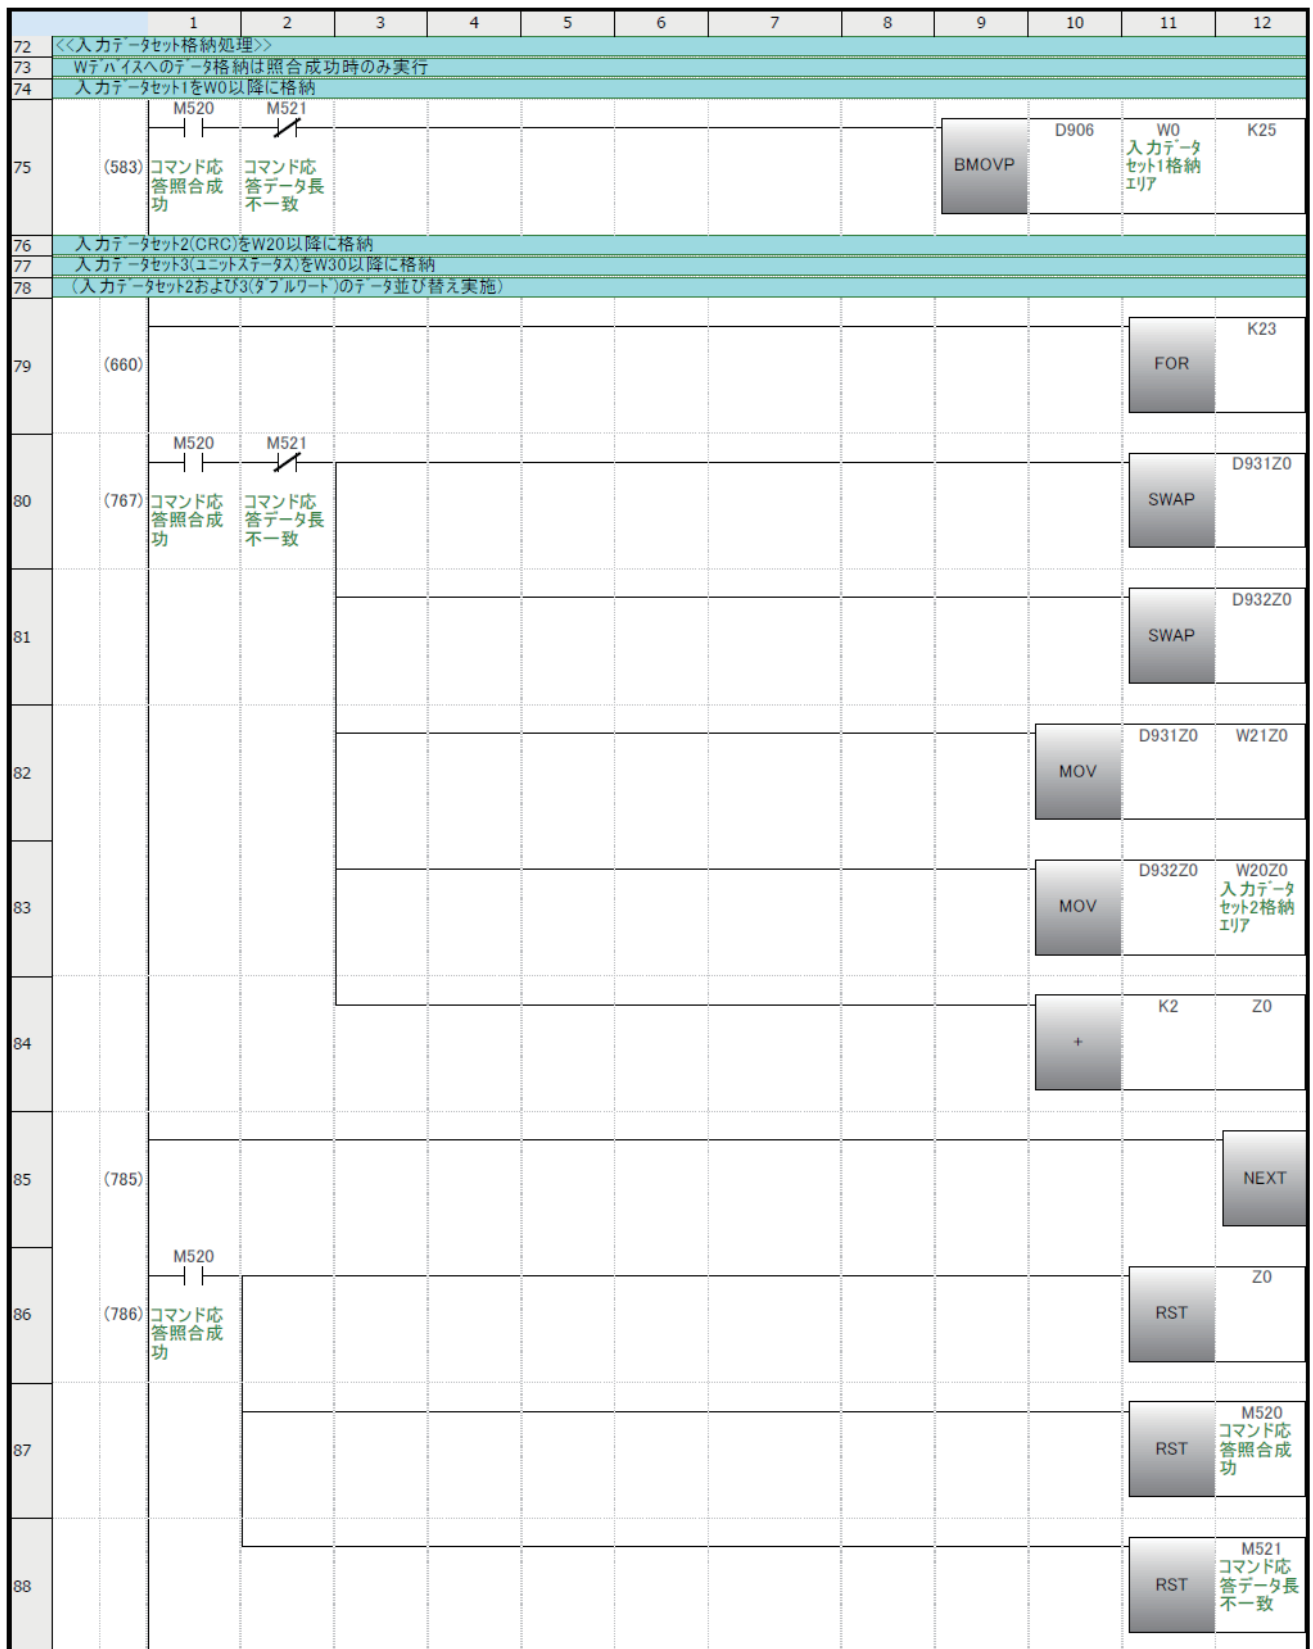 1 2 3 4 5 6 7 8 9 10 11 12
72 <<入力データセット格納処理>>
73 Wデバイスへのデータ格納は照合成功時のみ実行
74 入力データセット1をW0以降に格納
M520 M521
D906 W0 K25
75 (583) コマンド応答照合成功 コマンド応答データ長不一致 BMOVP 入力データセット1格納エリア
76 入力データセット2(CRC)をW20以降に格納
77 入力データセット3(ユニットステータス)をW30以降に格納
78 (入力データセット2および3(ダブルワード)のデータ並び替え実施)
K23
79 (660) FOR
M520 M521
D931Z0
80 (767) コマンド応答照合成功 コマンド応答データ長不一致 SWAP
D932Z0
81 SWAP
D931Z0 W21Z0
82 MOV
D932Z0 W20Z0
83 MOV 入力データセット2格納エリア
K2 Z0
84 +
85 (785) NEXT
M520
Z0
86 (786) コマンド応答照合成功 RST
M520
87 RST コマンド応答照合成功
M521
88 RST コマンド応答データ長不一致